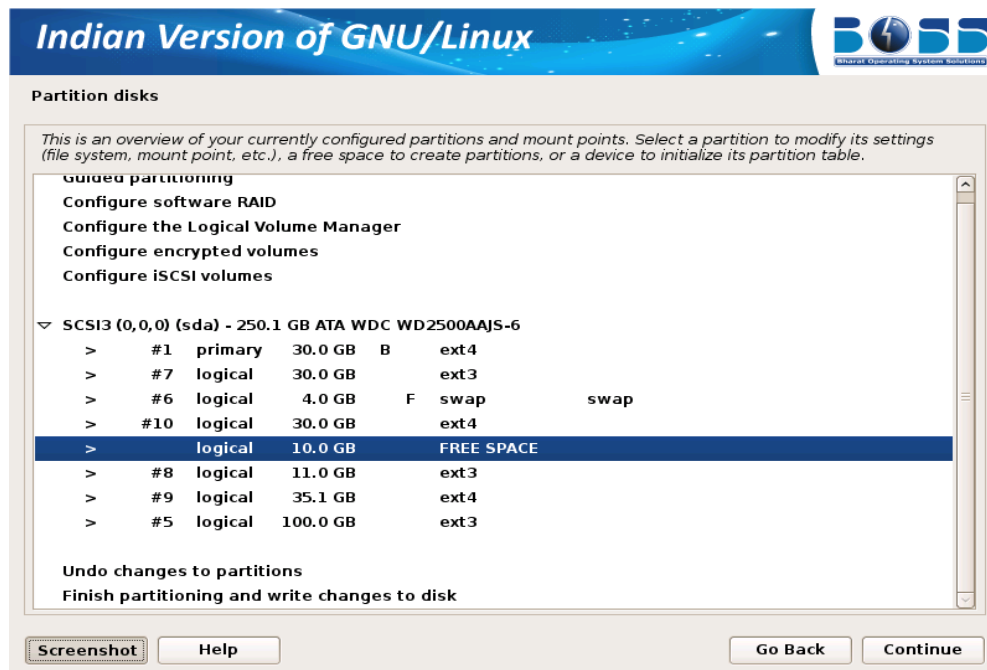 Indian Version of GNU/Linux
BOSS
Bharat Operating System Solutions
Partition disks
This is an overview of your currently configured partitions and mount points. Select a partition to modify its settings
(file system, mount point, etc.), a free space to create partitions, or a device to initialize its partition table.
Guided partitioning
Configure software RAID
Configure the Logical Volume Manager
Configure encrypted volumes
Configure iSCSI volumes
SCSI3 (0,0,0) (sda) - 250.1 GB ATA WDC WD2500AAJS-6
> #1 primary 30.0 GB B ext4
> #7 logical 30.0 GB ext3
> #6 logical 4.0 GB F swap swap
> #10 logical 30.0 GB ext4
> logical 10.0 GB FREE SPACE
> #8 logical 11.0 GB ext3
> #9 logical 35.1 GB ext4
> #5 logical 100.0 GB ext3
Undo changes to partitions
Finish partitioning and write changes to disk
Screenshot Help Go Back Continue